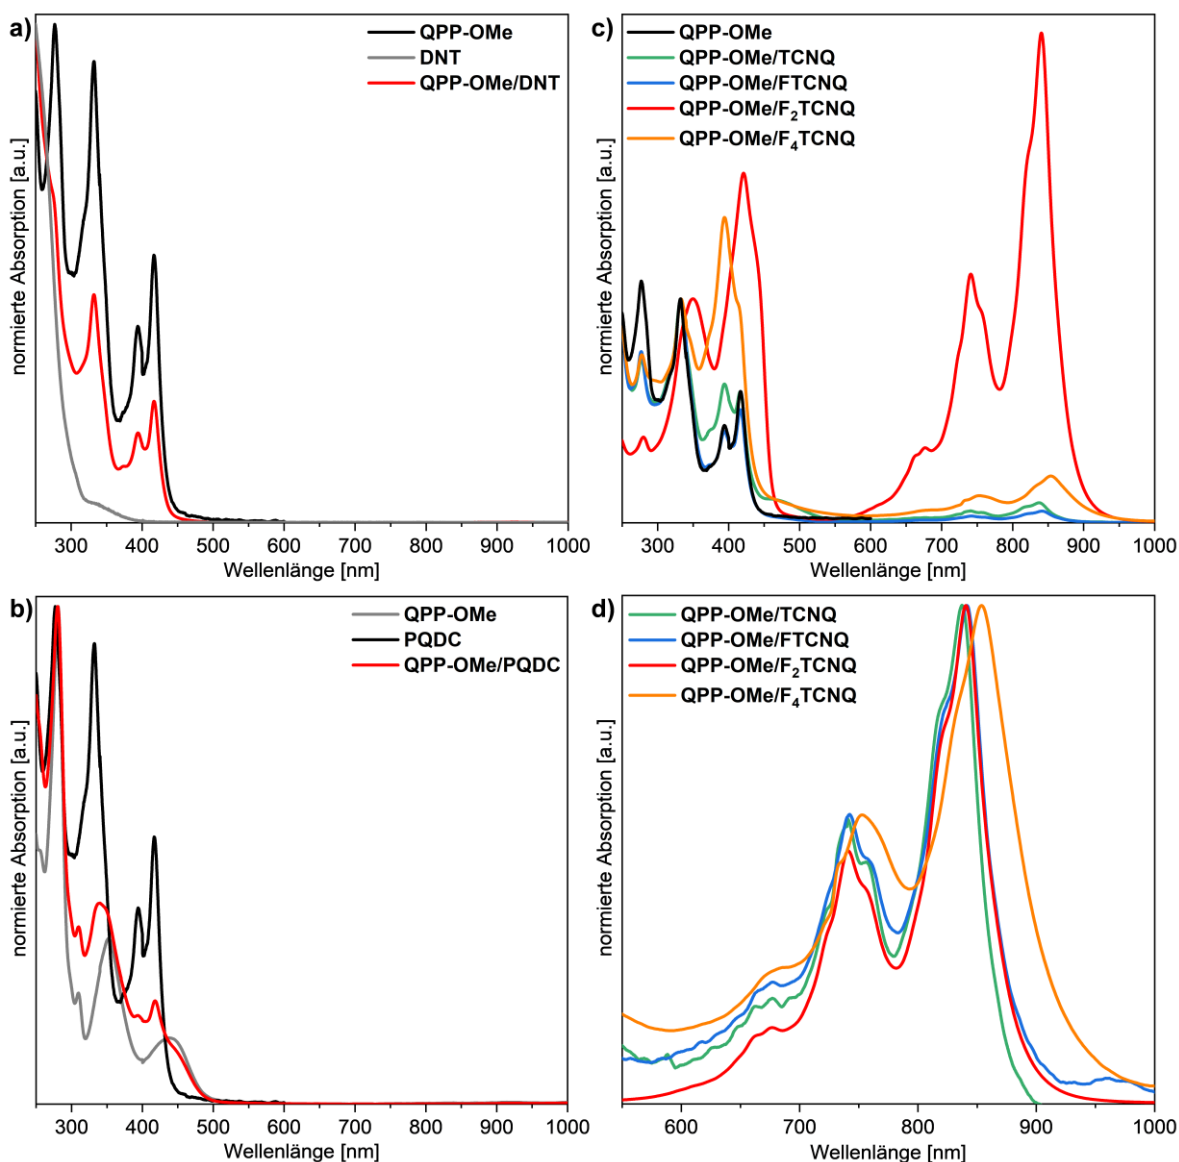 a)
QPP-OMe
DNT
QPP-OMe/DNT
normierte Absorption [a.u.]
300 400 500 600 700 800 900 1000
Wellenlänge [nm]
c)
QPP-OMe
QPP-OMe/TCNQ
QPP-OMe/FTCNQ
QPP-OMe/F₂TCNQ
QPP-OMe/F₄TCNQ
normierte Absorption [a.u.]
300 400 500 600 700 800 900 1000
Wellenlänge [nm]
b)
QPP-OMe
PQDC
QPP-OMe/PQDC
normierte Absorption [a.u.]
300 400 500 600 700 800 900 1000
Wellenlänge [nm]
d)
QPP-OMe/TCNQ
QPP-OMe/FTCNQ
QPP-OMe/F₂TCNQ
QPP-OMe/F₄TCNQ
normierte Absorption [a.u.]
600 700 800 900 1000
Wellenlänge [nm]